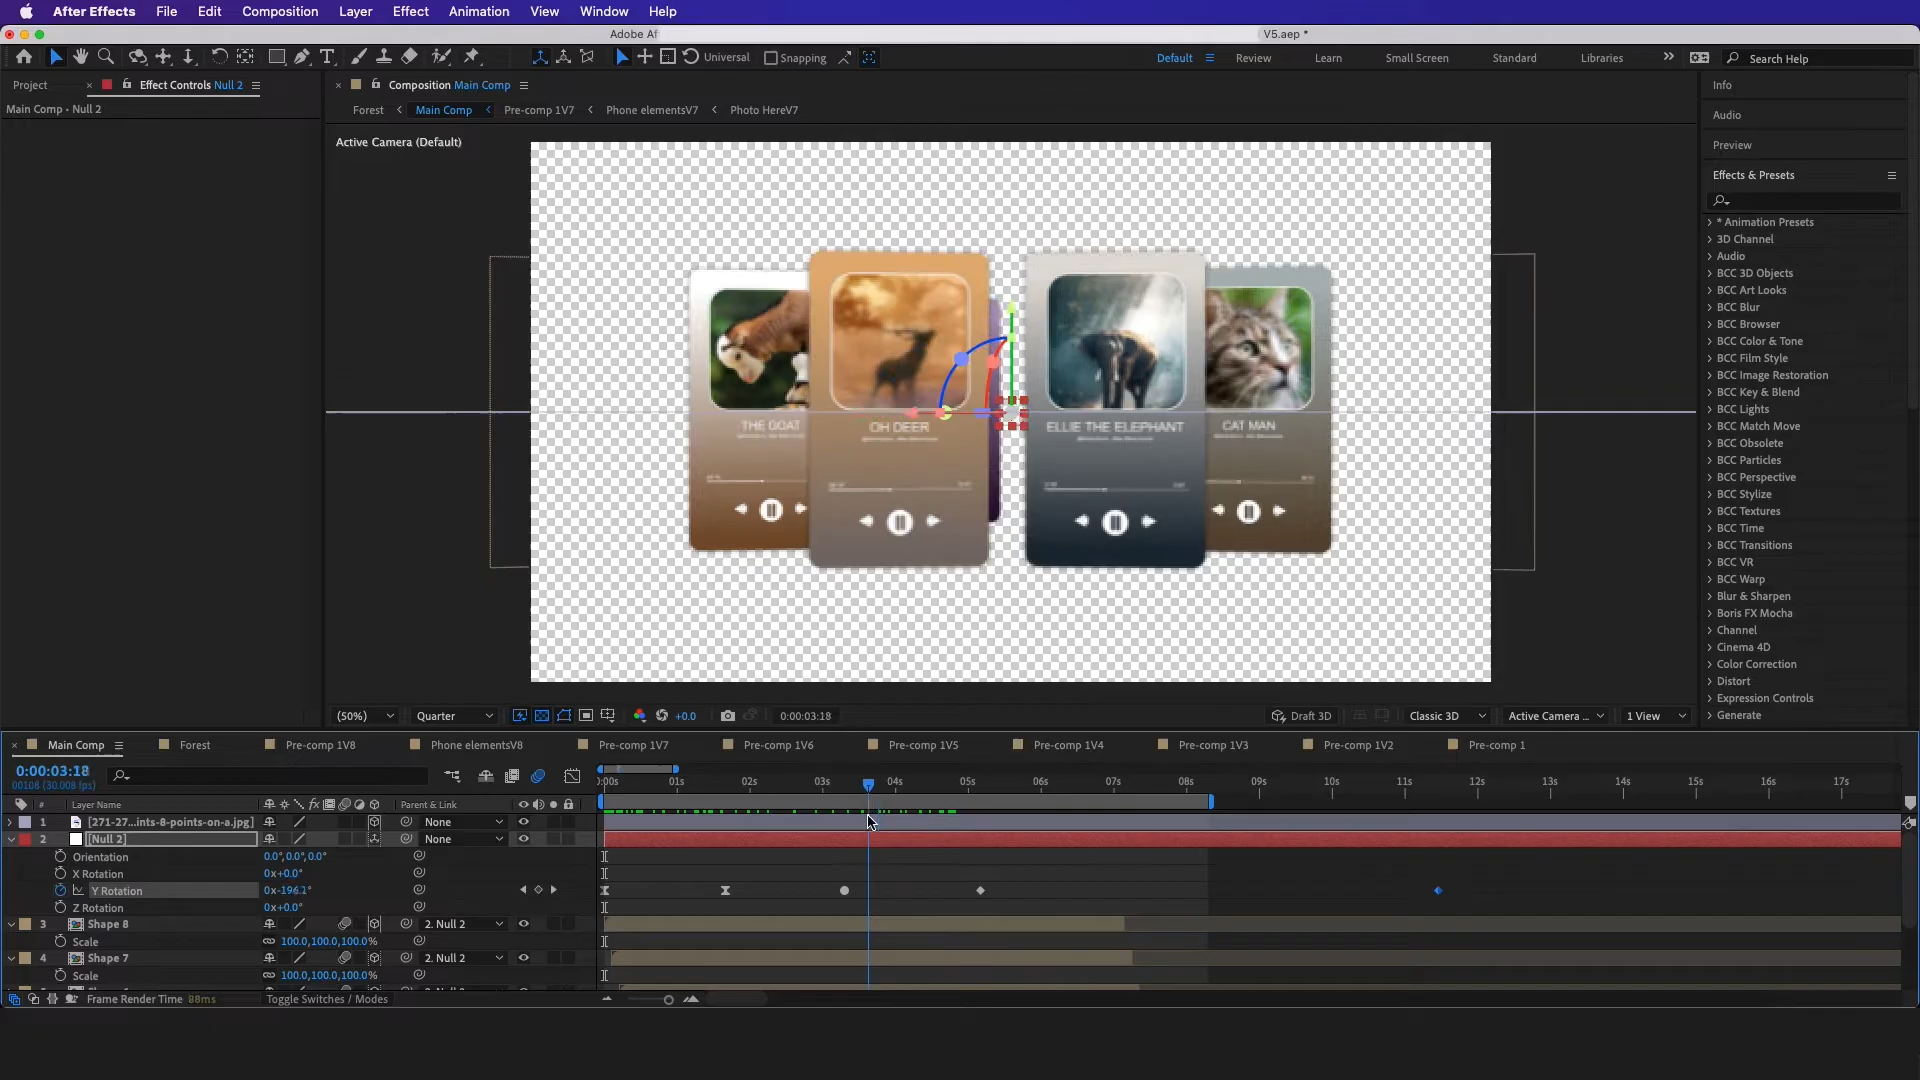 After Effects File Edit Composition Layer Effect Animation View Window Help
Adobe Af V5.aep *
Universal Snapping Default Review Learn Small Screen Standard Libraries Search Help
Project Effect Controls Null 2 Composition Main Comp Info
Main Comp • Null 2
Forest Main Comp Pre-comp 1V7 Phone elementsV7 Photo HereV7
Active Camera (Default)
Audio
Preview
Effects & Presets
* Animation Presets
3D Channel
Audio
BCC 3D Objects
BCC Art Looks
BCC Blur
BCC Browser
BCC Color & Tone
BCC Film Style
BCC Image Restoration
BCC Key & Blend
BCC Lights
BCC Match Move
BCC Obsolete
BCC Particles
BCC Perspective
BCC Stylize
BCC Textures
BCC Time
BCC Transitions
BCC VR
BCC Warp
Blur & Sharpen
Boris FX Mocha
Channel
Cinema 4D
Color Correction
Distort
Expression Controls
Generate
THE GOAT OH DEER ELLIE THE ELEPHANT CAT MAN
(50%) Quarter +0.0 0:00:03:18 Draft 3D Classic 3D Active Camera ... 1 View
Main Comp Forest Pre-comp 1V8 Phone elementsV8 Pre-comp 1V7 Pre-comp 1V6 Pre-comp 1V5 Pre-comp 1V4 Pre-comp 1V3 Pre-comp 1V2 Pre-comp 1
0:00:03:18
00108 (30.008 fps)
:00s 01s 02s 03s 04s 05s 06s 07s 08s 09s 10s 11s 12s 13s 14s 15s 16s 17s
# Layer Name fx Parent & Link
1 [271-27...ints-8-points-on-a.jpg] None
2 [Null 2] None
Orientation 0.0°,0.0°,0.0°
X Rotation 0x+0.0°
Y Rotation
Z Rotation 0x+0.0°
3 Shape 8 2. Null 2
Scale 100.0,100.0,100.0%
4 Shape 7 2. Null 2
Scale 100.0,100.0,100.0%
Frame Render Time 88ms Toggle Switches / Modes